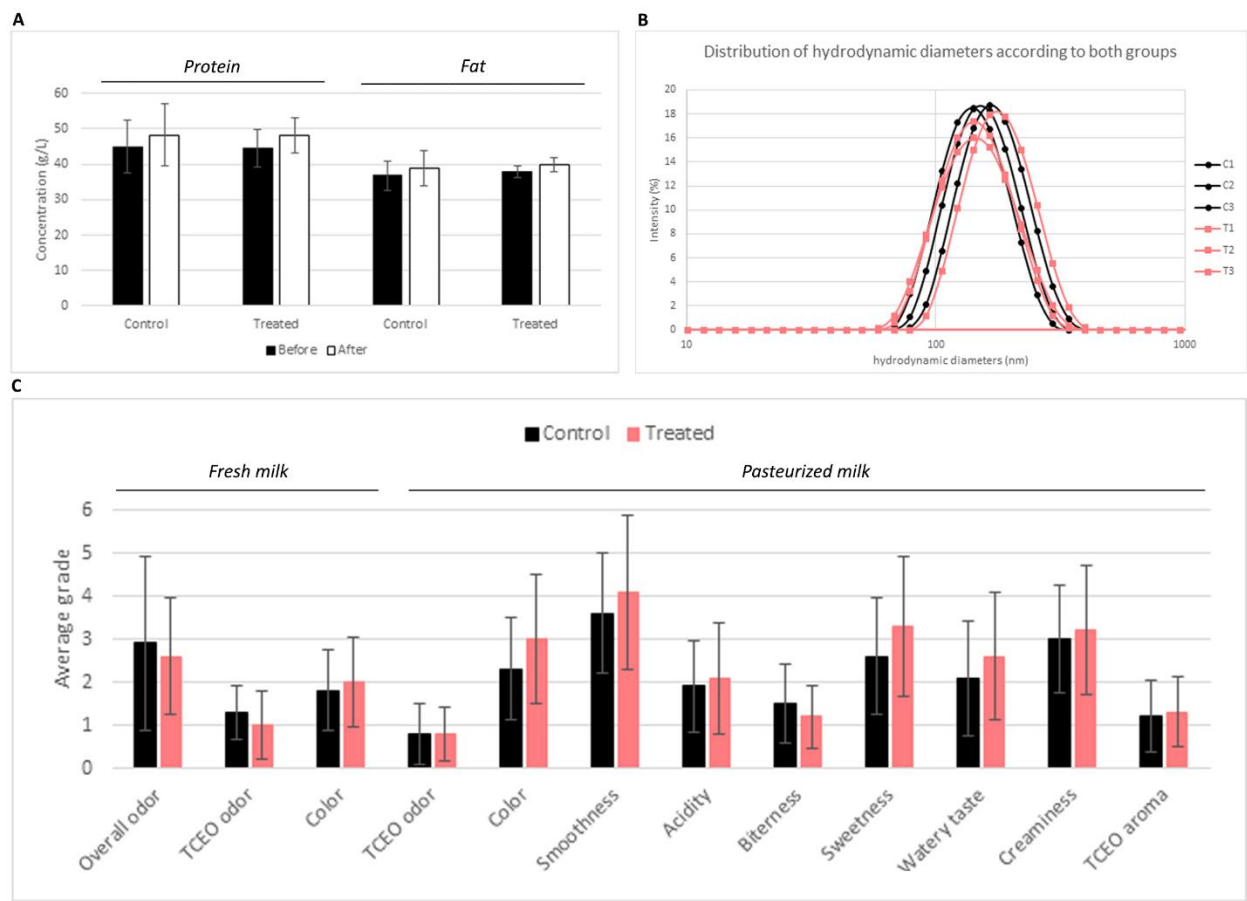 A
Protein
Fat
Concentration (g/L)
60
50
40
30
20
10
0
Control
Treated
Control
Treated
Before
After
B
Distribution of hydrodynamic diameters according to both groups
Intensity (%)
20
18
16
14
12
10
8
6
4
2
0
10
100
1000
hydrodynamic diameters (nm)
C1
C2
C3
T1
T2
T3
C
Control
Treated
Fresh milk
Pasteurized milk
Average grade
6
5
4
3
2
1
0
Overall odor
TCEO odor
Color
TCEO odor
Color
Smoothness
Acidity
Biterness
Sweetness
Watery taste
Creaminess
TCEO aroma